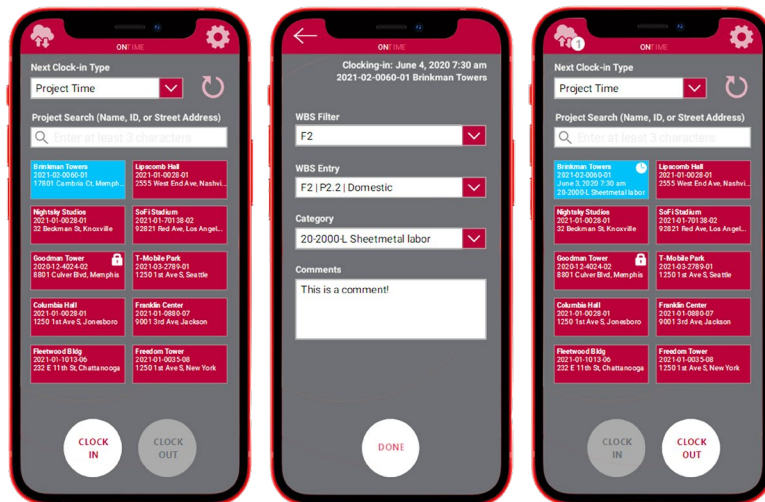 ONTIME
Next Clock-in Type
Project Time
Project Search (Name, ID, or Street Address)
Enter at least 3 characters
Brinkman Towers
2021-02-0060-01
17801 Cambria Ct, Memph...
Lipscomb Hall
2021-01-0028-01
2555 West End Ave, Nashvi...
Nightsky Studios
2021-01-0028-01
32 Beckman St, Knoxville
SoFi Stadium
2021-01-70138-02
92821 Red Ave, Los Angel...
Goodman Tower
2020-12-4024-02
8801 Culver Blvd, Memphis
T-Mobile Park
2021-03-2789-01
1250 1st Ave S, Seattle
Columbia Hall
2021-01-0028-01
1250 1st Ave S, Jonesboro
Franklin Center
2021-01-0880-07
9001 3rd Ave, Jackson
Fleetwood Bldg
2021-01-1013-06
232 E 11th St, Chattanooga
Freedom Tower
2021-01-0035-08
1250 1st Ave S, New York
CLOCK
IN
CLOCK
OUT
ONTIME
Clocking-in: June 4, 2020 7:30 am
2021-02-0060-01 Brinkman Towers
WBS Filter
F2
WBS Entry
F2 | P2.2 | Domestic
Category
20-2000-L Sheetmetal labor
Comments
This is a comment!
DONE
1
ONTIME
Next Clock-in Type
Project Time
Project Search (Name, ID, or Street Address)
Enter at least 3 characters
Brinkman Towers
2021-02-0060-01
June 3, 2020 7:30 am
20-2000-L Sheetmetal labor
Lipscomb Hall
2021-01-0028-01
2555 West End Ave, Nashvi...
Nightsky Studios
2021-01-0028-01
32 Beckman St, Knoxville
SoFi Stadium
2021-01-70138-02
92821 Red Ave, Los Angel...
Goodman Tower
2020-12-4024-02
8801 Culver Blvd, Memphis
T-Mobile Park
2021-03-2789-01
1250 1st Ave S, Seattle
Columbia Hall
2021-01-0028-01
1250 1st Ave S, Jonesboro
Franklin Center
2021-01-0880-07
9001 3rd Ave, Jackson
Fleetwood Bldg
2021-01-1013-06
232 E 11th St, Chattanooga
Freedom Tower
2021-01-0035-08
1250 1st Ave S, New York
CLOCK
IN
CLOCK
OUT